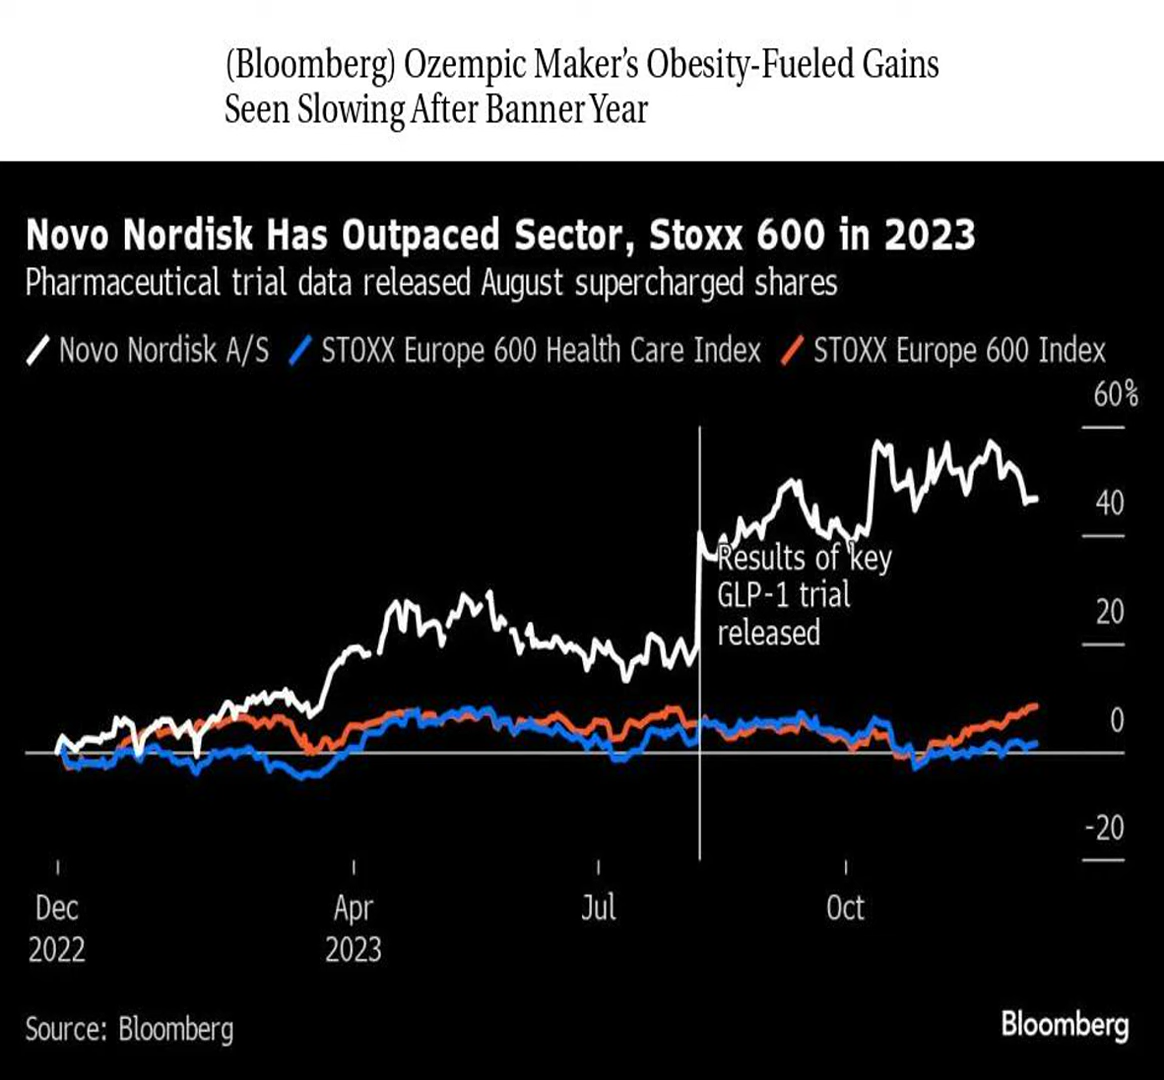 (Bloomberg) Ozempic Maker’s Obesity-Fueled Gains
Seen Slowing After Banner Year
Novo Nordisk Has Outpaced Sector, Stoxx 600 in 2023
Pharmaceutical trial data released August supercharged shares
Novo Nordisk A/S STOXX Europe 600 Health Care Index STOXX Europe 600 Index
60%
40
Results of key
GLP-1 trial
released
20
0
-20
Dec Apr Jul Oct
2022 2023
Source: Bloomberg Bloomberg